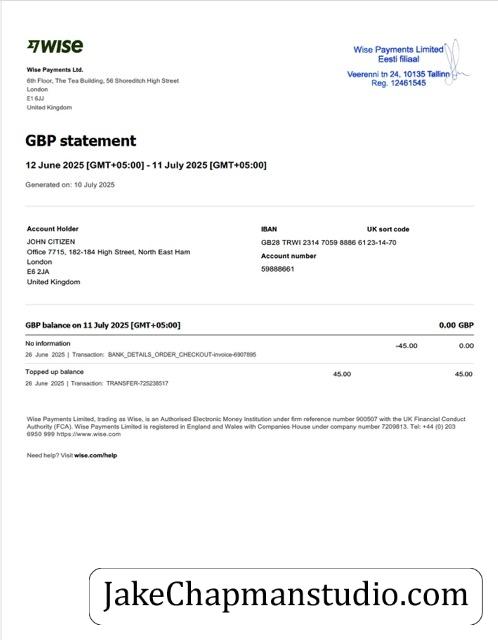 wise
Wise Payments Limited
Eesti filiaal
Veerenni tn 24, 10135 Tallinn
Reg. 12461545
Wise Payments Ltd.
6th Floor, The Tea Building, 56 Shoreditch High Street
London
E1 6JJ
United Kingdom
GBP statement
12 June 2025 [GMT+05:00] - 11 July 2025 [GMT+05:00]
Generated on: 10 July 2025
Account Holder
JOHN CITIZEN
Office 7715, 182-184 High Street, North East Ham
London
E6 2JA
United Kingdom
IBAN UK sort code
GB28 TRWI 2314 7059 8886 61 23-14-70
Account number
59888661
GBP balance on 11 July 2025 [GMT+05:00] 0.00 GBP
No information -45.00 0.00
26 June 2025 | Transaction: BANK_DETAILS_ORDER_CHECKOUT-invoice-6907895
Topped up balance 45.00 45.00
26 June 2025 | Transaction: TRANSFER-725238517
Wise Payments Limited, trading as Wise, is an Authorised Electronic Money Institution under firm reference number 900507 with the UK Financial Conduct
Authority (FCA). Wise Payments Limited is registered in England and Wales with Companies House under company number 7209813. Tel: +44 (0) 203
6950 999 https://www.wise.com
Need help? Visit wise.com/help
JakeChapmanstudio.com